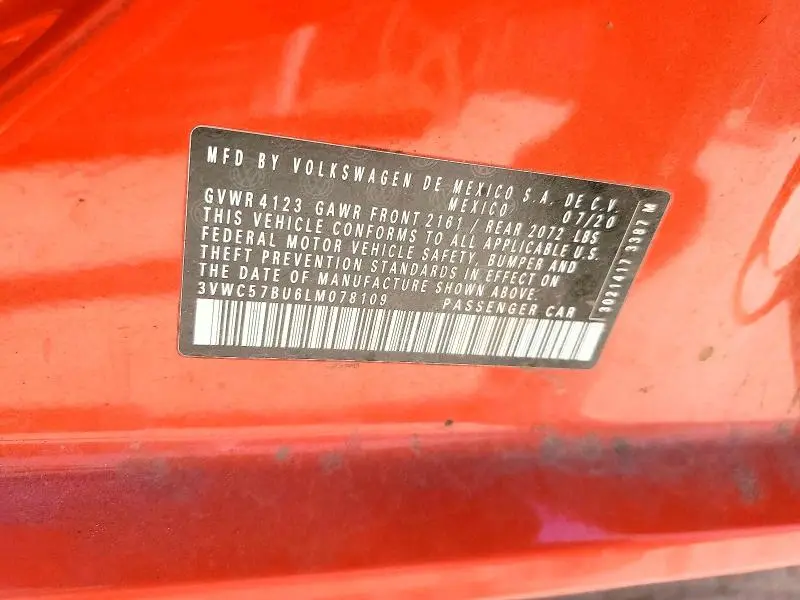 MFD BY VOLKSWAGEN DE MEXICO S.A. DE C.V.
MEXICO 07/20
GVWR 4123 GAWR FRONT 2161 / REAR 2072 LBS
THIS VEHICLE CONFORMS TO ALL APPLICABLE U.S.
FEDERAL MOTOR VEHICLE SAFETY, BUMPER AND
THEFT PREVENTION STANDARDS IN EFFECT ON
THE DATE OF MANUFACTURE SHOWN ABOVE
3VWC57BU6LM078109 PASSENGER CAR
3021417 3387 M